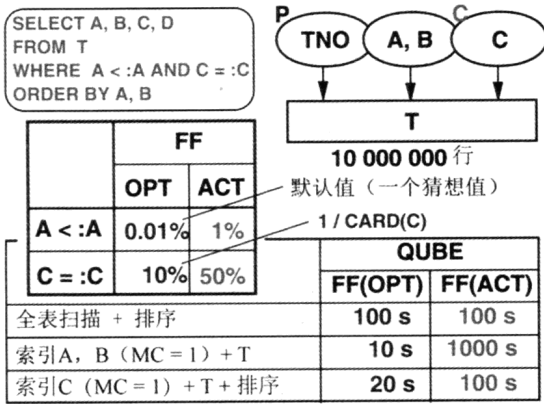 SELECT A, B, C, D
FROM T
WHERE A < :A AND C = :C
ORDER BY A, B
P
C
TNO
A, B
C
T
10 000 000 行
FF
OPT ACT
默认值（一个猜想值）
A < :A 0.01% 1%
1 / CARD(C)
C = :C 10% 50%
QUBE
FF(OPT) FF(ACT)
全表扫描 + 排序 100 s 100 s
索引A，B（MC = 1）+ T 10 s 1000 s
索引C（MC = 1）+ T + 排序 20 s 100 s